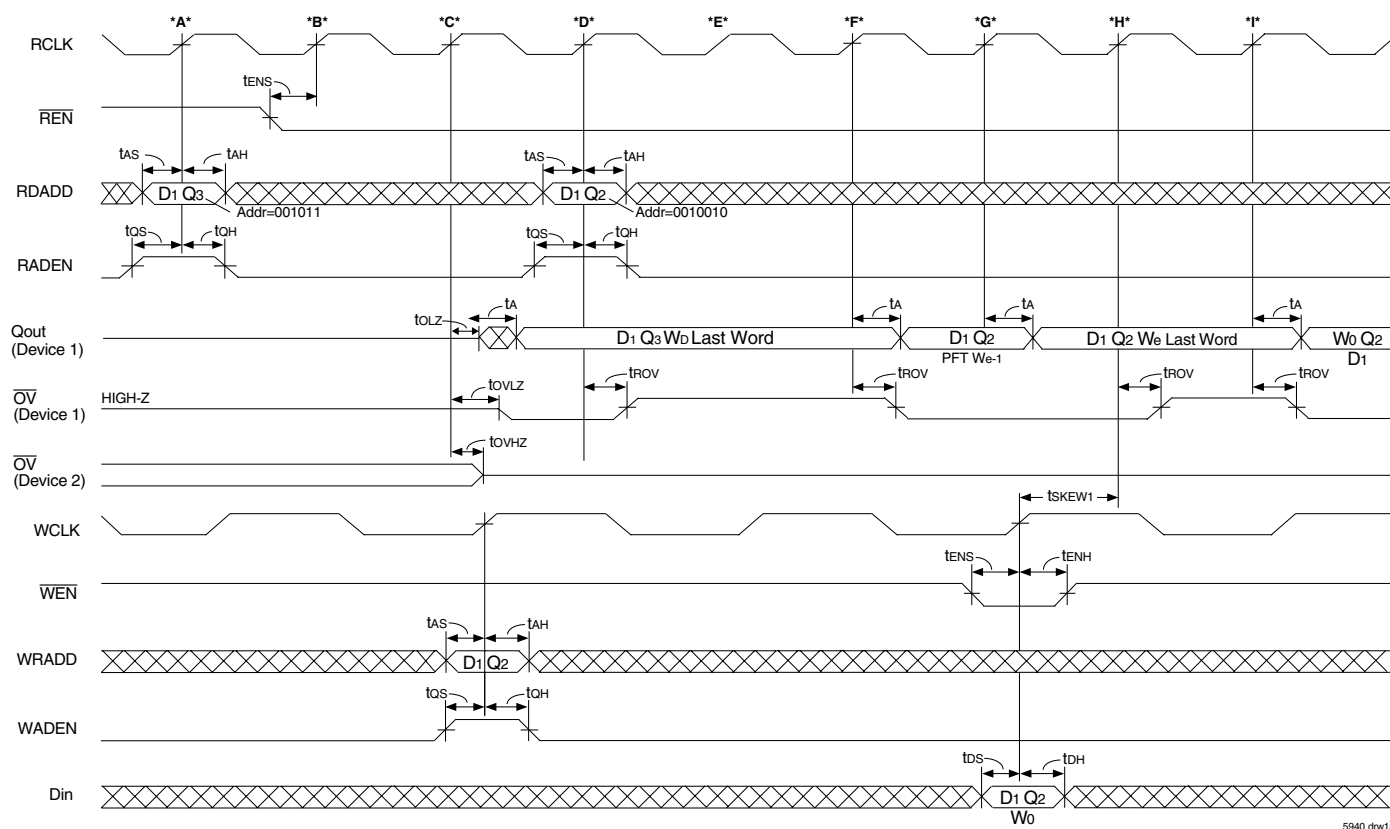 *A* *B* *C* *D* *E* *F* *G* *H* *I*
RCLK
tENS
REN
tAS tAH tAS tAH
RDADD D1 Q3 D1 Q2
Addr=001011 Addr=0010010
tQS tQH tQS tQH
RADEN
tA tA tA tA
tOLZ
Qout
(Device 1)
D1 Q3 WD Last Word D1 Q2 D1 Q2 We Last Word W0 Q2
PFT We-1 D1
tOVLZ tROV tROV tROV tROV
OV
(Device 1)
HIGH-Z
tOVHZ
OV
(Device 2)
tSKEW1
WCLK
tENS tENH
WEN
tAS tAH
WRADD D1 Q2
tQS tQH
WADEN
tDS tDH
Din D1 Q2
W0